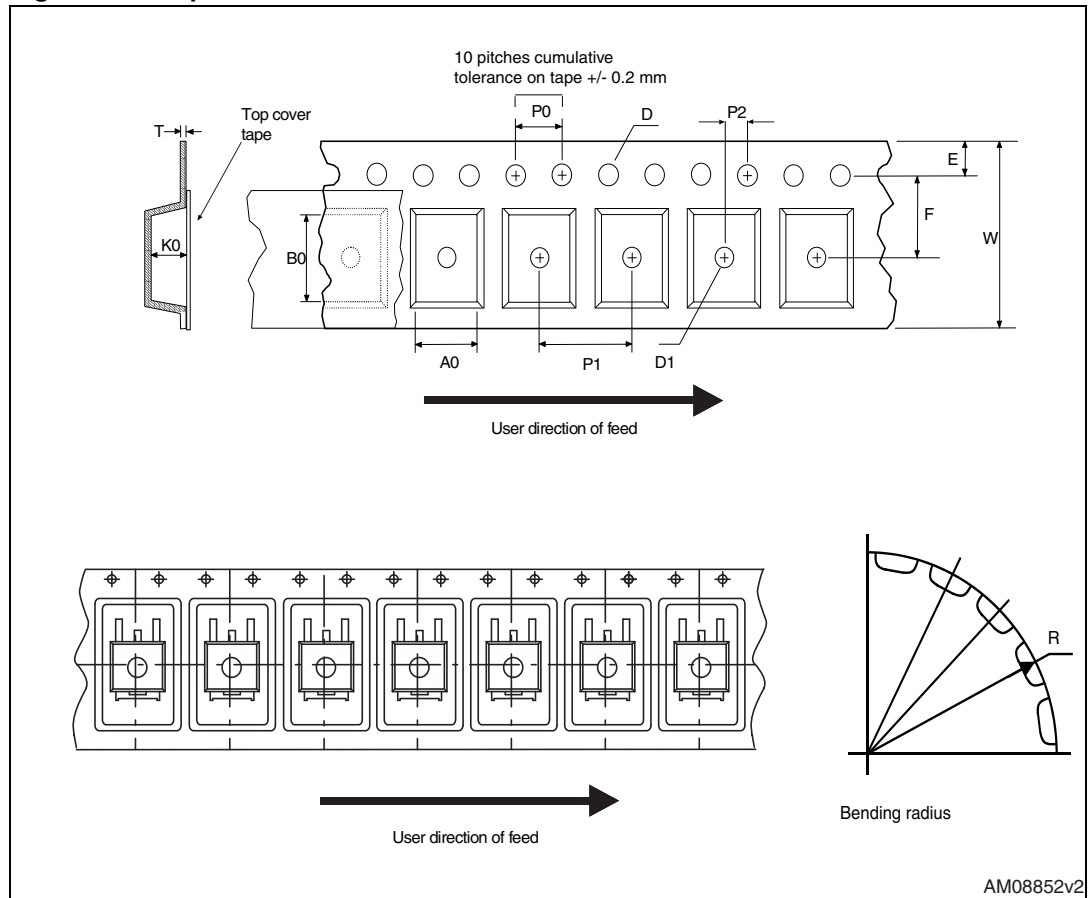 10 pitches cumulative
tolerance on tape +/- 0.2 mm
Top cover
tape
T
P0
D
P2
E
F
W
K0
B0
A0
P1
D1
User direction of feed
R
Bending radius
User direction of feed
AM08852v2